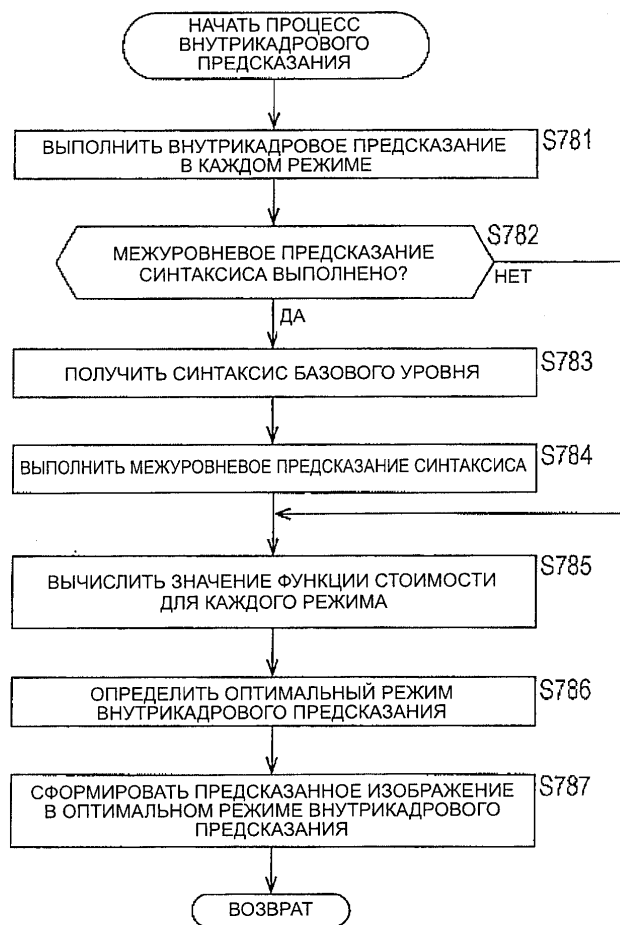 НАЧАТЬ ПРОЦЕСС
ВНУТРИКАДРОВОГО
ПРЕДСКАЗАНИЯ
ВЫПОЛНИТЬ ВНУТРИКАДРОВОЕ ПРЕДСКАЗАНИЕ
В КАЖДОМ РЕЖИМЕ
S781
МЕЖУРОВНЕВОЕ ПРЕДСКАЗАНИЕ
СИНТАКСИСА ВЫПОЛНЕНО?
S782
НЕТ
ДА
ПОЛУЧИТЬ СИНТАКСИС БАЗОВОГО УРОВНЯ
S783
ВЫПОЛНИТЬ МЕЖУРОВНЕВОЕ ПРЕДСКАЗАНИЕ СИНТАКСИСА
S784
ВЫЧИСЛИТЬ ЗНАЧЕНИЕ ФУНКЦИИ СТОИМОСТИ
ДЛЯ КАЖДОГО РЕЖИМА
S785
ОПРЕДЕЛИТЬ ОПТИМАЛЬНЫЙ РЕЖИМ
ВНУТРИКАДРОВОГО ПРЕДСКАЗАНИЯ
S786
СФОРМИРОВАТЬ ПРЕДСКАЗАННОЕ ИЗОБРАЖЕНИЕ
В ОПТИМАЛЬНОМ РЕЖИМЕ ВНУТРИКАДРОВОГО
ПРЕДСКАЗАНИЯ
S787
ВОЗВРАТ